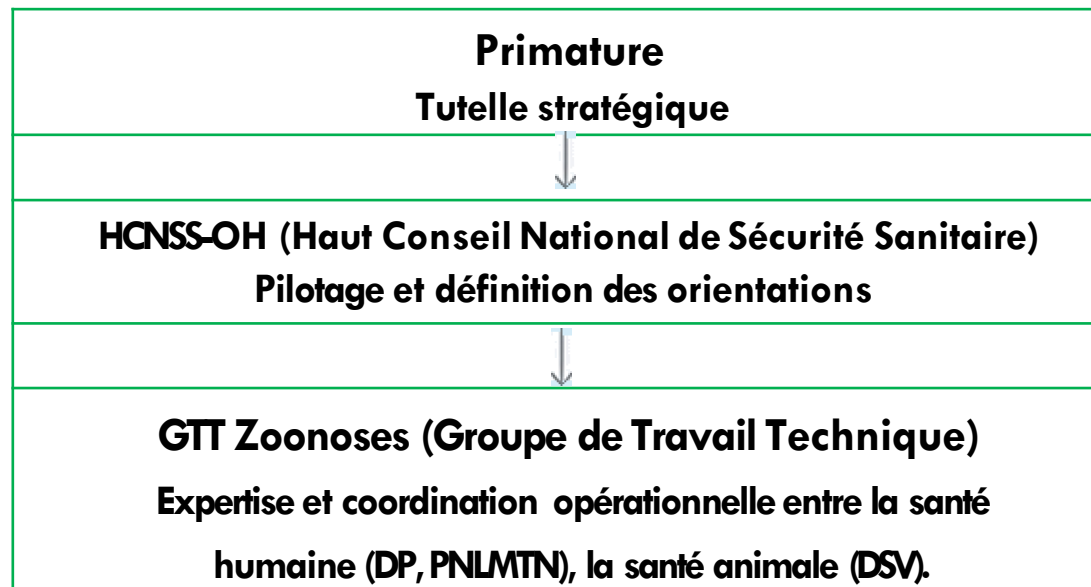 Primature
Tutelle stratégique
HCNSS-OH (Haut Conseil National de Sécurité Sanitaire)
Pilotage et définition des orientations
GTT Zoonoses (Groupe de Travail Technique)
Expertise et coordination opérationnelle entre la santé
humaine (DP, PNLMTN), la santé animale (DSV).